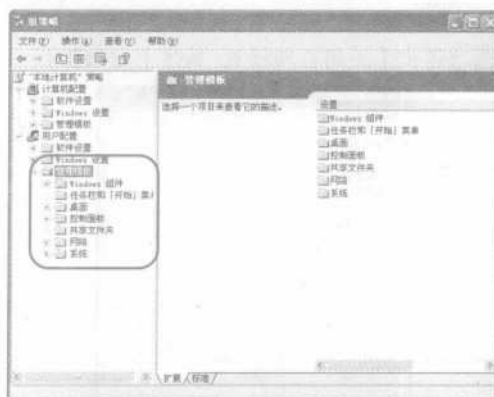 组策略
文件(F) 操作(A) 查看(V) 帮助(H)
"本地计算机"策略
计算机配置
软件设置
Windows 设置
管理模板
用户配置
软件设置
Windows 设置
管理模板
Windows 组件
任务栏和「开始」菜单
桌面
控制面板
共享文件夹
网络
系统
管理模板
选择一个项目来查看它的描述。
设置
Windows 组件
任务栏和「开始」菜单
桌面
控制面板
共享文件夹
网络
系统
扩展
标准